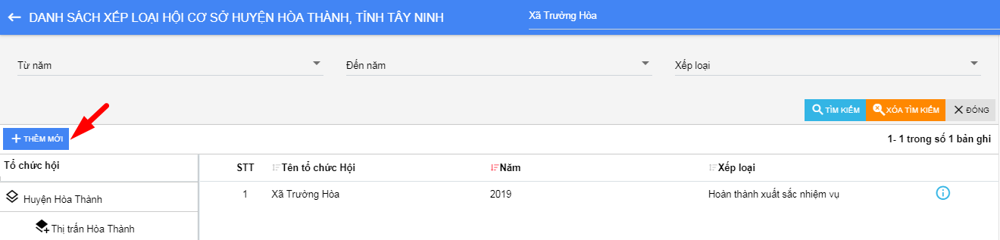 DANH SÁCH XẾP LOẠI HỘI CƠ SỞ HUYỆN HÒA THÀNH, TỈNH TÂY NINH
Xã Trường Hòa
Từ năm
Đến năm
Xếp loại
TÌM KIẾM
XÓA TÌM KIẾM
ĐÓNG
THÊM MỚI
1- 1 trong số 1 bản ghi
Tổ chức hội
STT Tên tổ chức Hội Năm Xếp loại
1 Xã Trường Hòa 2019 Hoàn thành xuất sắc nhiệm vụ
Huyện Hòa Thành
Thị trấn Hòa Thành